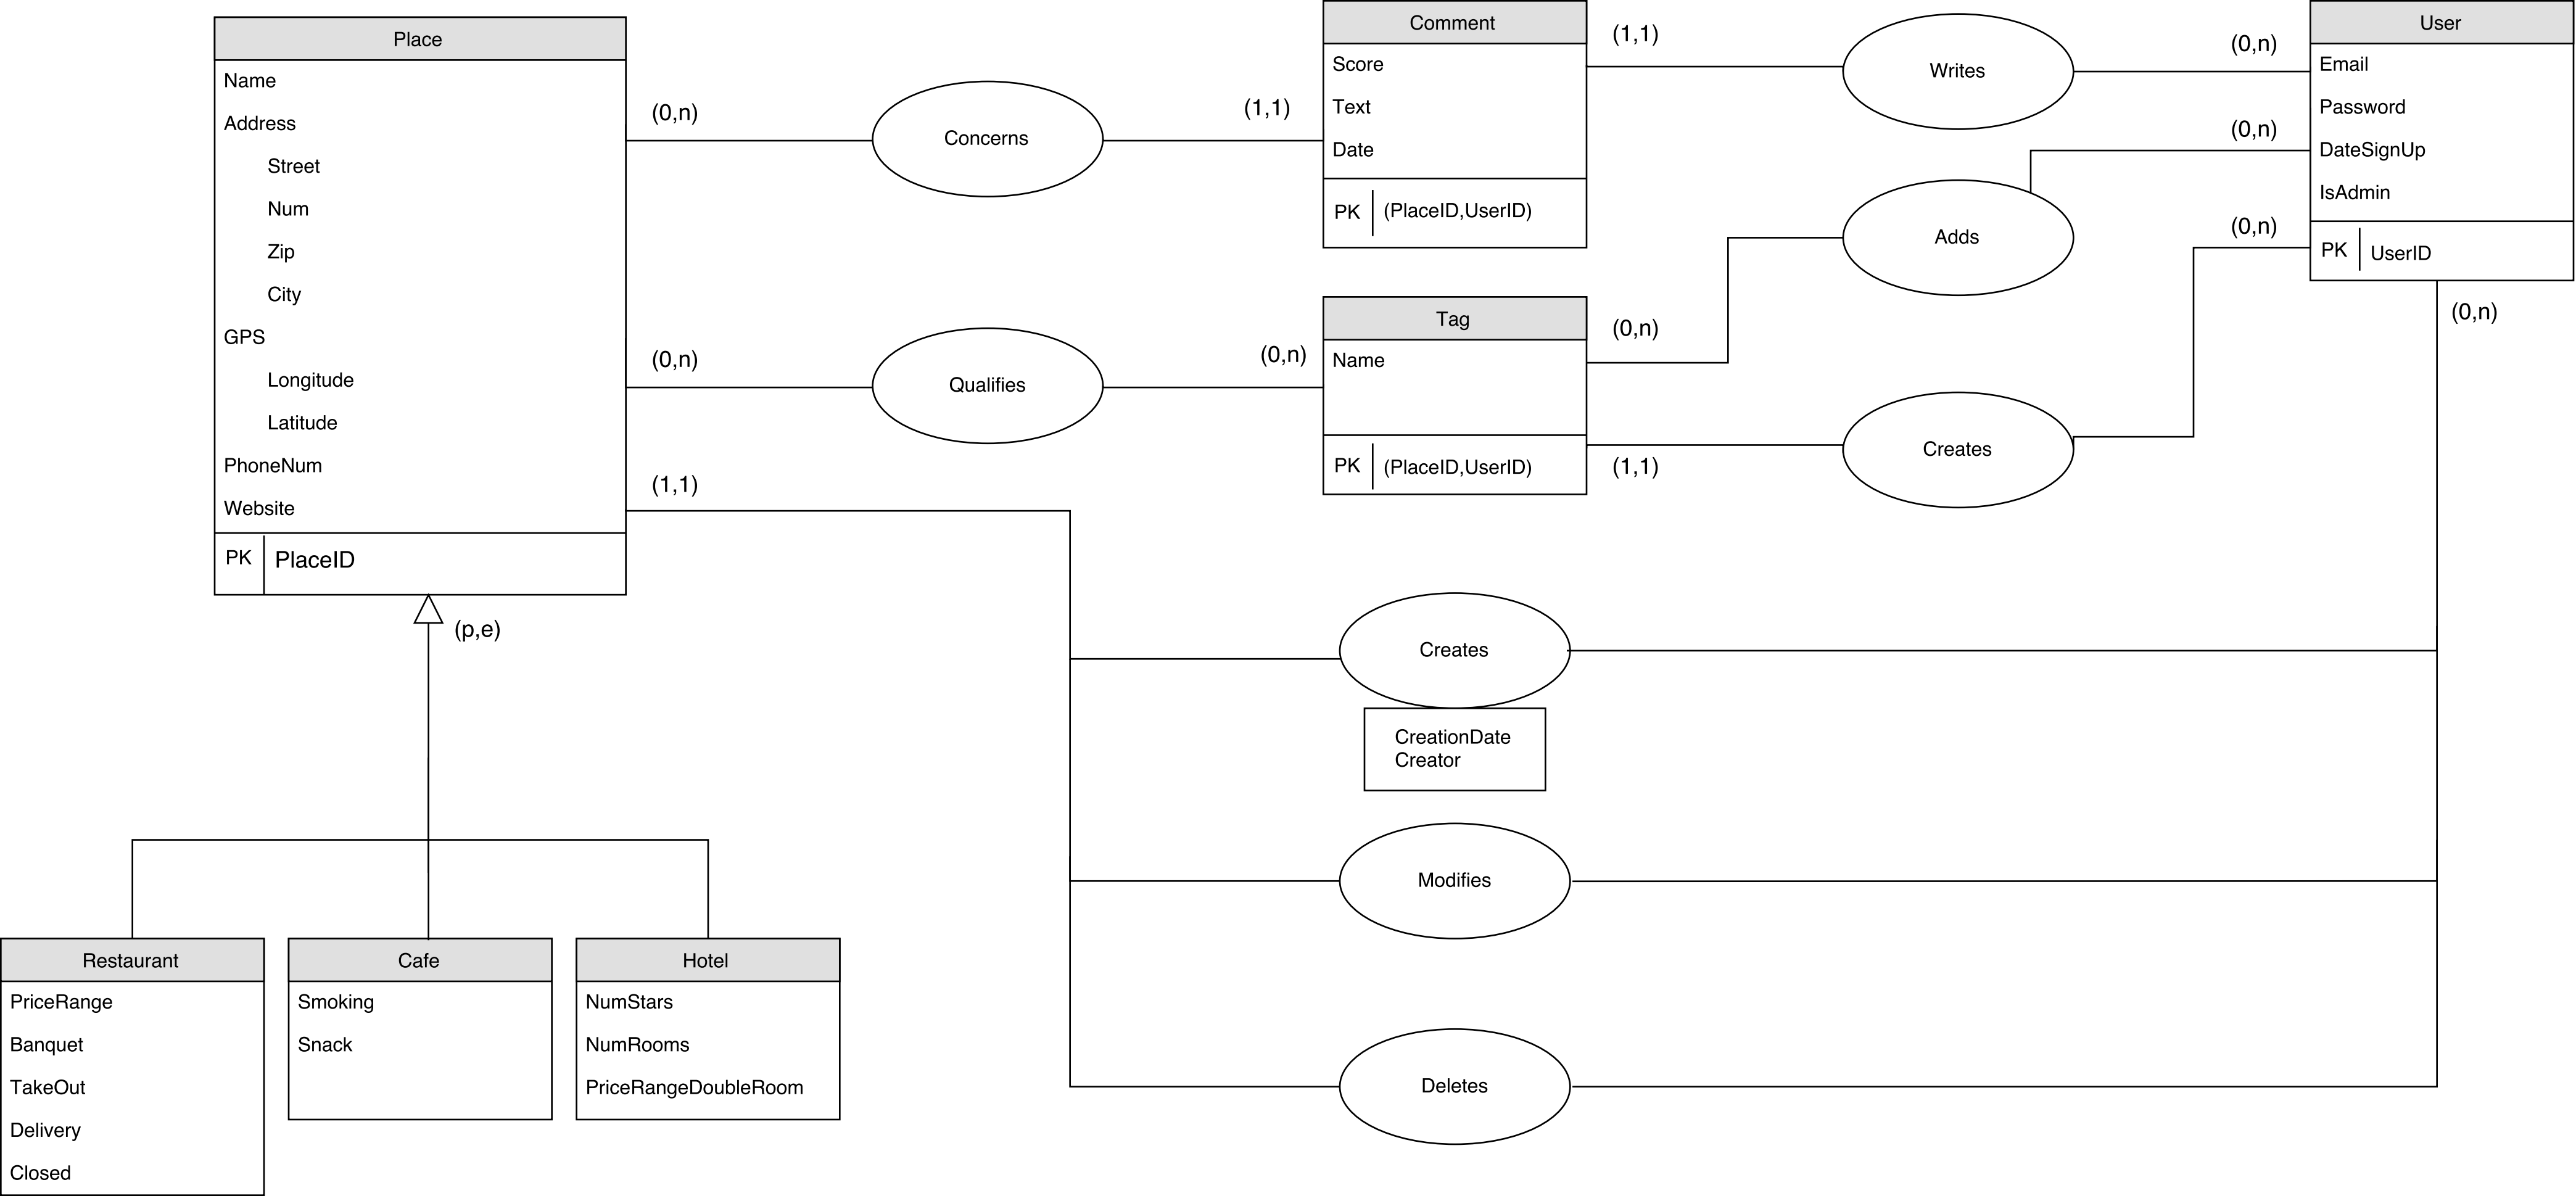 Place
Name
Address
Street
Num
Zip
City
GPS
Longitude
Latitude
PhoneNum
Website
PK PlaceID
(0,n)
Concerns
(1,1)
Comment
Score
Text
Date
PK (PlaceID,UserID)
(1,1)
Writes
(0,n)
User
Email
Password
DateSignUp
IsAdmin
PK UserID
(0,n)
Adds
(0,n)
(0,n)
(0,n)
Qualifies
(0,n)
Tag
Name
PK (PlaceID,UserID)
(0,n)
(1,1)
Creates
(1,1)
(0,n)
Creates
CreationDate
Creator
Modifies
Deletes
(p,e)
Restaurant
PriceRange
Banquet
TakeOut
Delivery
Closed
Cafe
Smoking
Snack
Hotel
NumStars
NumRooms
PriceRangeDoubleRoom